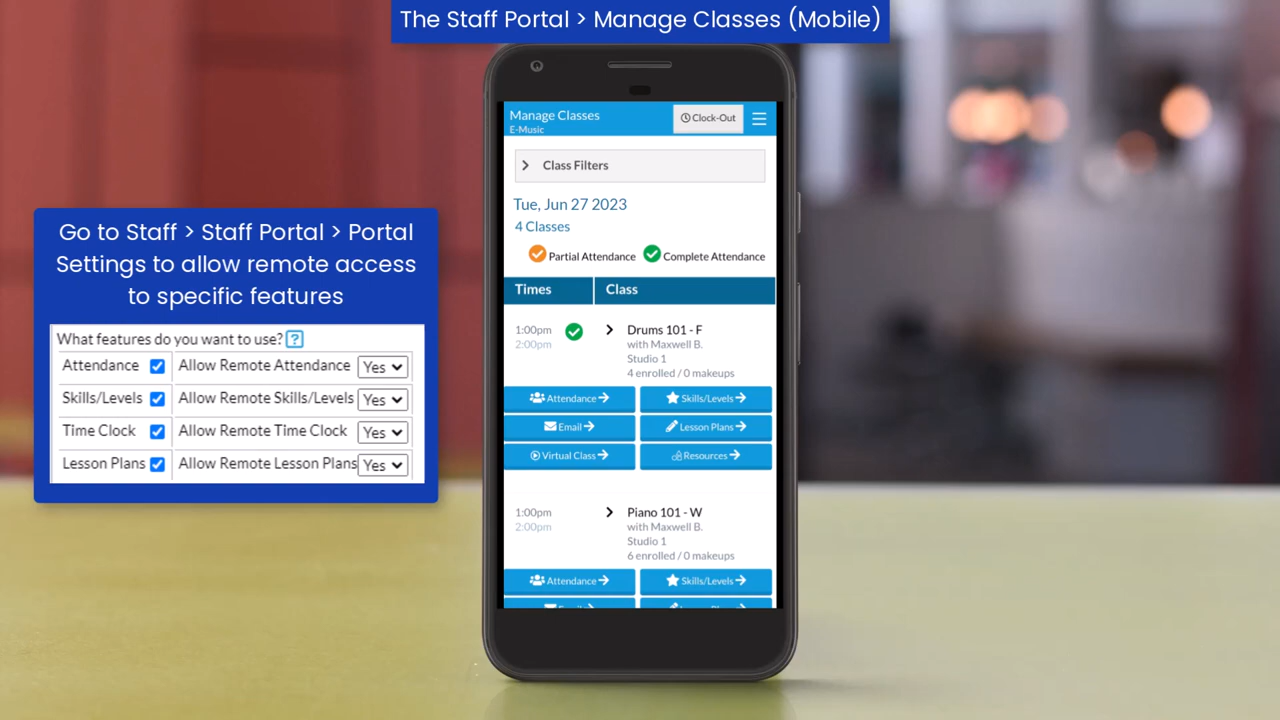 The Staff Portal > Manage Classes (Mobile)
Go to Staff > Staff Portal > Portal
Settings to allow remote access
to specific features
What features do you want to use? ?
Attendance Allow Remote Attendance Yes
Skills/Levels Allow Remote Skills/Levels Yes
Time Clock Allow Remote Time Clock Yes
Lesson Plans Allow Remote Lesson Plans Yes
Manage Classes
E-Music
Clock-Out
Class Filters
Tue, Jun 27 2023
4 Classes
Partial Attendance Complete Attendance
Times Class
1:00pm Drums 101 - F
2:00pm with Maxwell B.
Studio 1
4 enrolled / 0 makeups
Attendance Skills/Levels
Email Lesson Plans
Virtual Class Resources
1:00pm Piano 101 - W
2:00pm with Maxwell B.
Studio 1
6 enrolled / 0 makeups
Attendance Skills/Levels